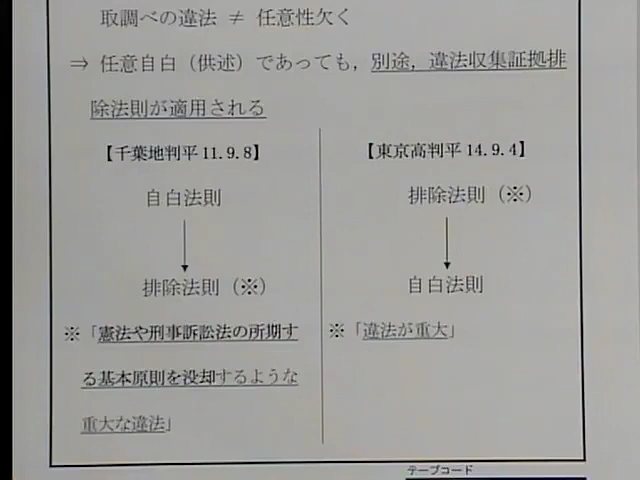 取調べの違法 ≠ 任意性欠く
⇒ 任意自白（供述）であっても，別途，違法収集証拠排
除法則が適用される
【千葉地判平 11.9.8】
自白法則
↓
排除法則（※）
※「憲法や刑事訴訟法の所期す
る基本原則を没却するような
重大な違法」
【東京高判平 14.9.4】
排除法則（※）
↓
自白法則
※「違法が重大」
テープコード